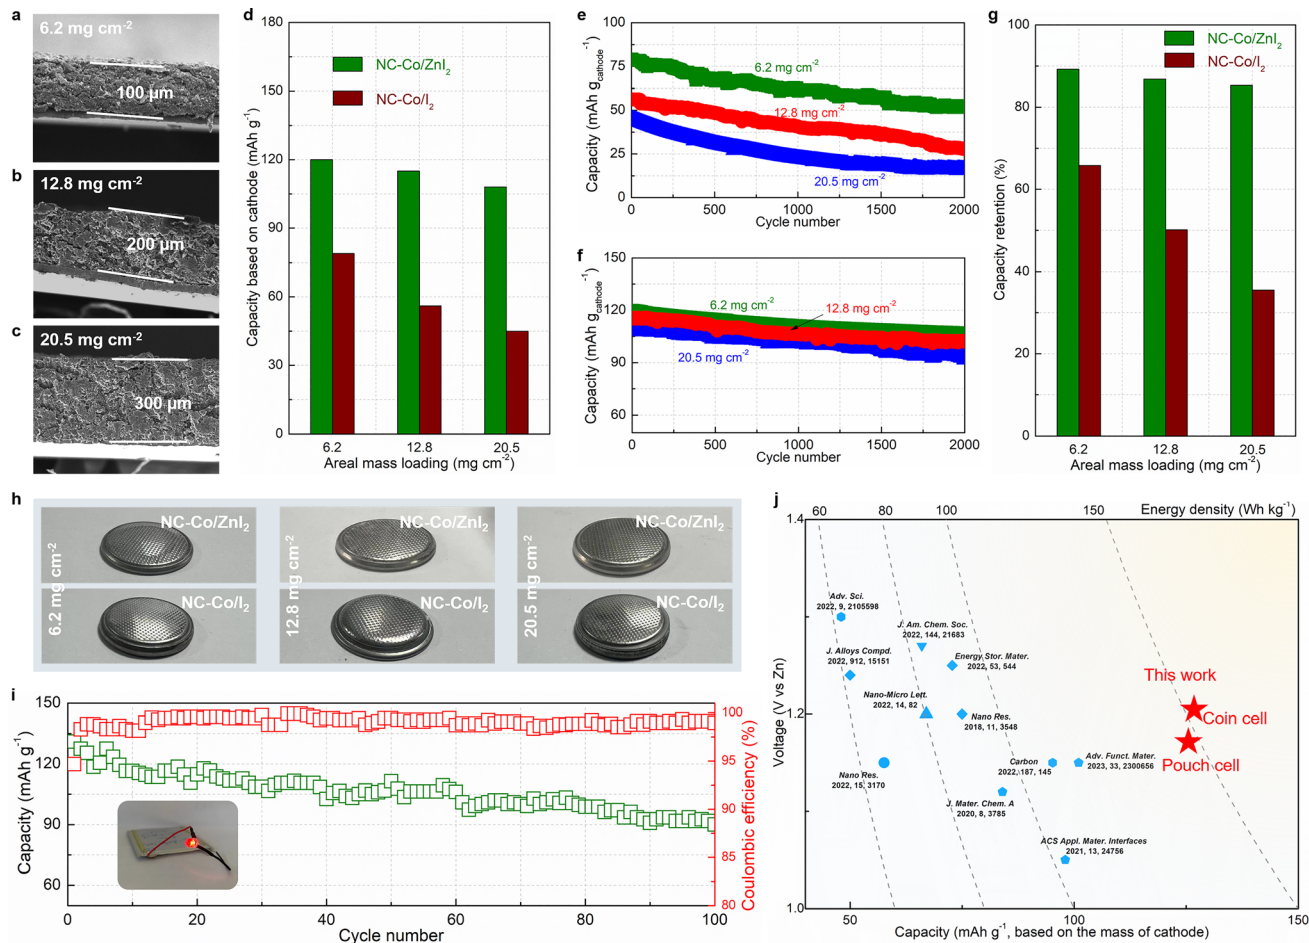 a
6.2 mg cm-2
100 μm
b
12.8 mg cm-2
200 μm
c
20.5 mg cm-2
300 μm
d
180
150
120
90
60
30
0
Capacity based on cathode (mAh g-1)
NC-Co/ZnI2
NC-Co/I2
6.2
12.8
20.5
Areal mass loading (mg cm-2)
e
100
75
50
25
0
Capacity (mAh gcathode-1)
6.2 mg cm-2
12.8 mg cm-2
20.5 mg cm-2
0
500
1000
1500
2000
Cycle number
f
150
120
90
60
Capacity (mAh gcathode-1)
6.2 mg cm-2
12.8 mg cm-2
20.5 mg cm-2
0
500
1000
1500
2000
Cycle number
g
100
80
60
40
20
0
Capacity retention (%)
NC-Co/ZnI2
NC-Co/I2
6.2
12.8
20.5
Areal mass loading (mg cm-2)
h
6.2 mg cm-2
NC-Co/ZnI2
NC-Co/I2
12.8 mg cm-2
NC-Co/ZnI2
NC-Co/I2
20.5 mg cm-2
NC-Co/ZnI2
NC-Co/I2
i
150
120
90
60
Capacity (mAh g-1)
100
95
90
85
80
Coulombic efficiency (%)
0
20
40
60
80
100
Cycle number
j
60
80
100
150
Energy density (Wh kg-1)
1.4
1.2
1.0
Voltage (V vs Zn)
Adv. Sci.
2022, 9, 2105598
J. Am. Chem. Soc.
2022, 144, 21683
J. Alloys Compd.
2022, 912, 15151
Energy Stor. Mater.
2022, 53, 544
Nano-Micro Lett.
2022, 14, 82
Nano Res.
2018, 11, 3548
Nano Res.
2022, 15, 3170
Carbon
2022, 187, 145
Adv. Funct. Mater.
2023, 33, 2300656
J. Mater. Chem. A
2020, 8, 3785
ACS Appl. Mater. Interfaces
2021, 13, 24756
This work
Coin cell
Pouch cell
50
100
150
Capacity (mAh g-1, based on the mass of cathode)